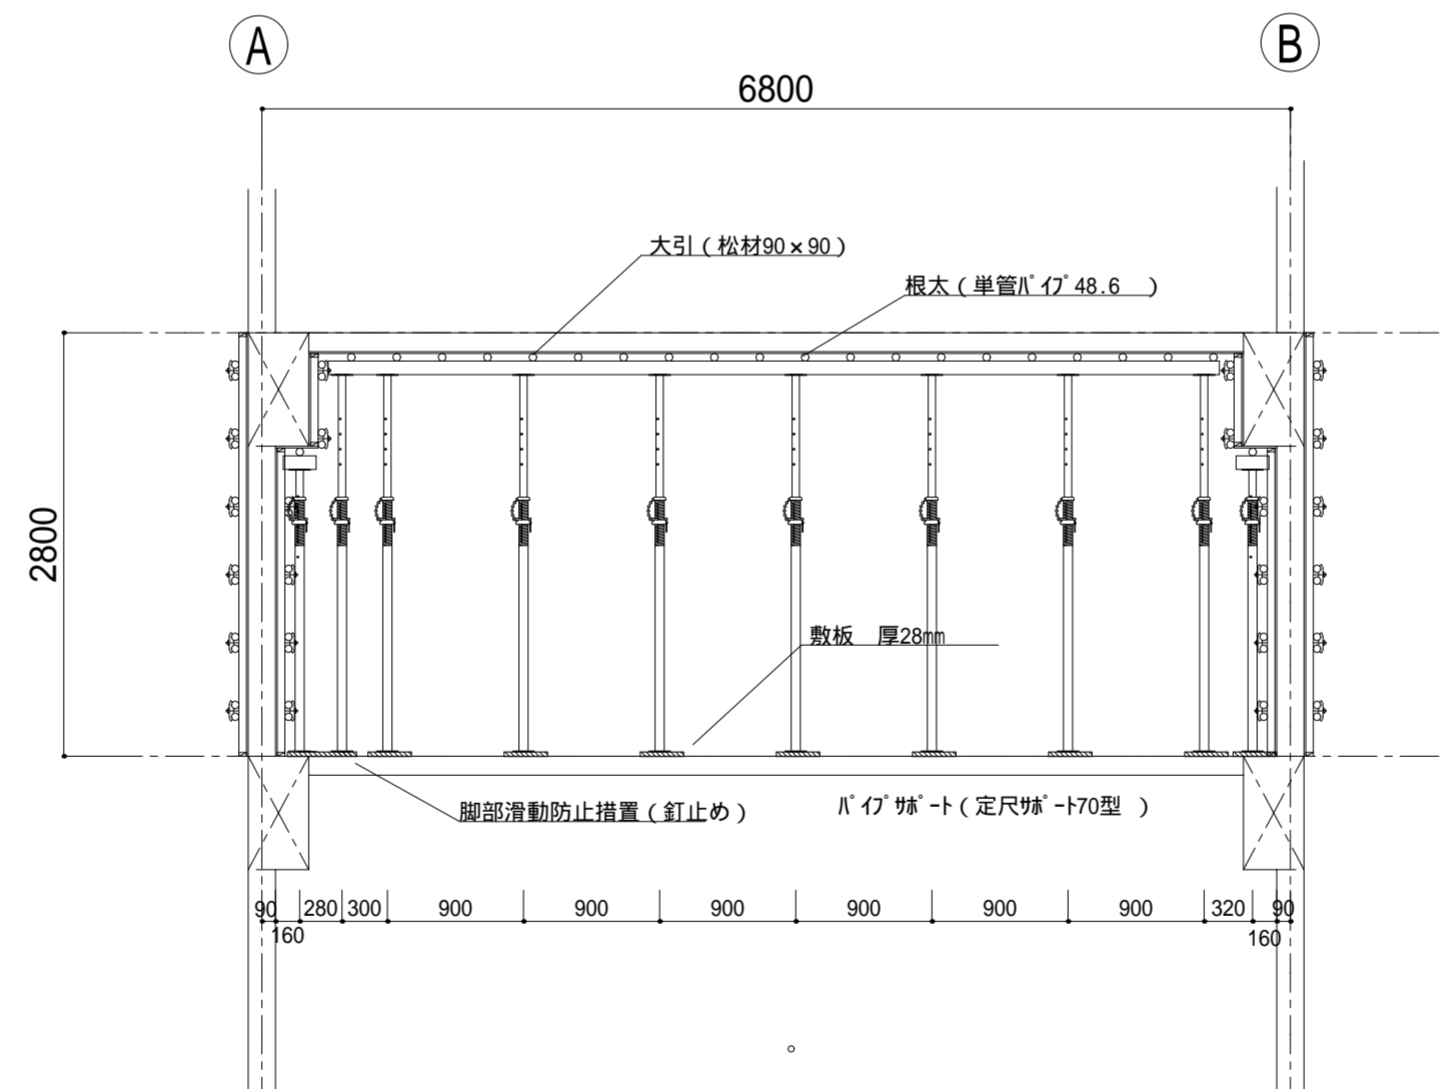 A
B
6800
大引（松材90×90）
根太（単管ﾊﾟｲﾌﾟ48.6　）
2800
敷板　厚28㎜
脚部滑動防止措置（釘止め）
ﾊﾟｲﾌﾟｻﾎﾟｰﾄ（定尺ｻﾎﾟｰﾄ70型　）
90 160 280 300 900 900 900 900 900 900 320 160 90